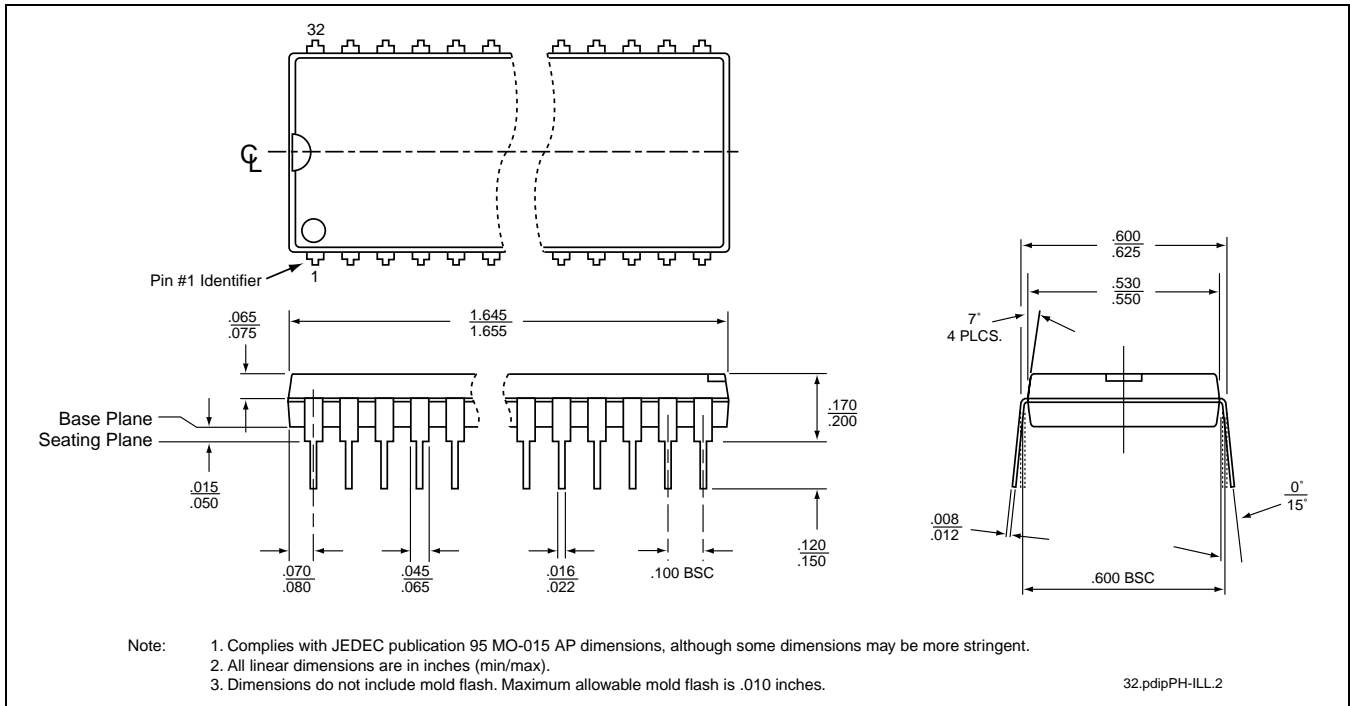 32
℄
Pin #1 Identifier
1
.600
.625
.530
.550
7°
4 PLCS.
.065
.075
1.645
1.655
Base Plane
Seating Plane
.170
.200
.015
.050
.070
.080
.045
.065
.016
.022
.100 BSC
.120
.150
.008
.012
0°
15°
.600 BSC
Note: 1. Complies with JEDEC publication 95 MO-015 AP dimensions, although some dimensions may be more stringent.
2. All linear dimensions are in inches (min/max).
3. Dimensions do not include mold flash. Maximum allowable mold flash is .010 inches.
32.pdipPH-ILL.2